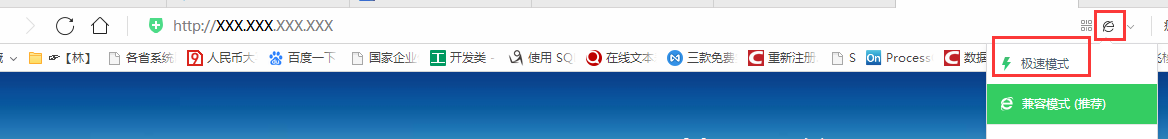 http://XXX.XXX.XXX.XXX
【林】 各省系统 人民币大 百度一下 国家企业 开发类 - 使用 SQ 在线文本 三款免费 重新注册 S Process 数据
极速模式
兼容模式 (推荐)